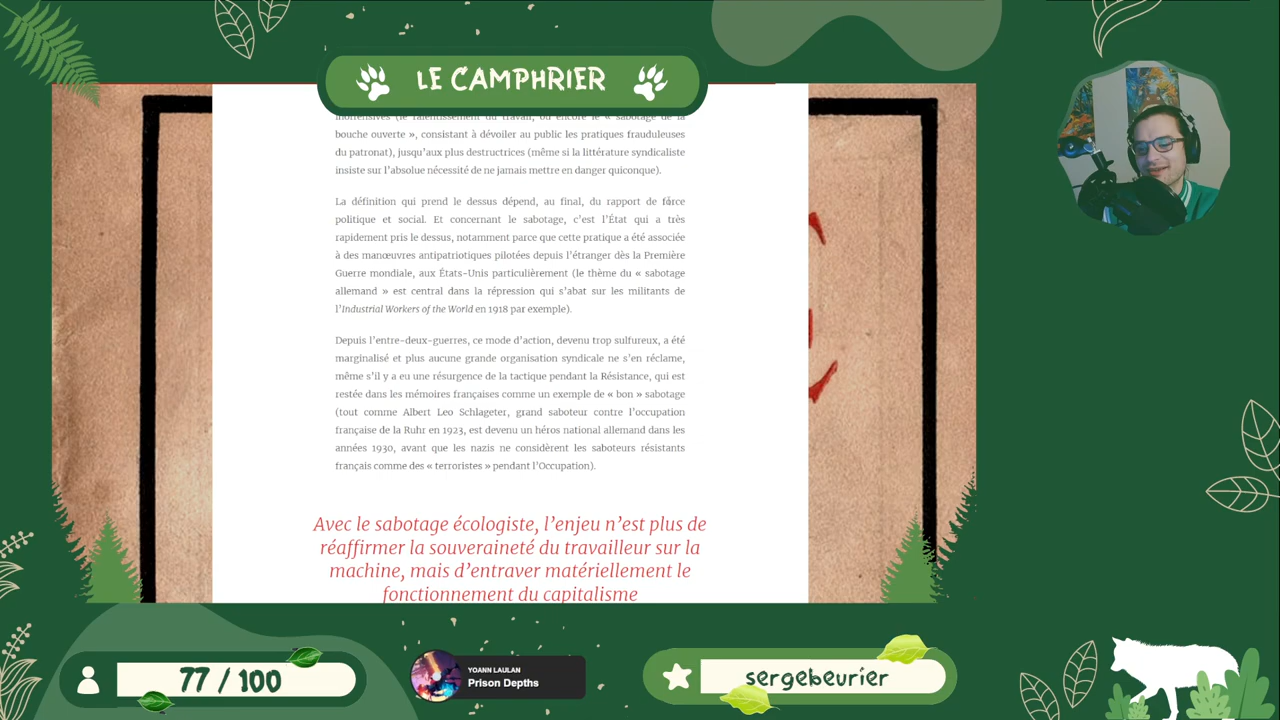 LE CAMPHRIER
inoffensives (le ralentissement du travail, ou encore le « sabotage de la
bouche ouverte », consistant à dévoiler au public les pratiques frauduleuses
du patronat), jusqu’aux plus destructrices (même si la littérature syndicaliste
insiste sur l’absolue nécessité de ne jamais mettre en danger quiconque).
La définition qui prend le dessus dépend, au final, du rapport de force
politique et social. Et concernant le sabotage, c’est l’État qui a très
rapidement pris le dessus, notamment parce que cette pratique a été associée
à des manœuvres antipatriotiques pilotées depuis l’étranger dès la Première
Guerre mondiale, aux États-Unis particulièrement (le thème du « sabotage
allemand » est central dans la répression qui s’abat sur les militants de
l’Industrial Workers of the World en 1918 par exemple).
Depuis l’entre-deux-guerres, ce mode d’action, devenu trop sulfureux, a été
marginalisé et plus aucune grande organisation syndicale ne s’en réclame,
même s’il y a eu une résurgence de la tactique pendant la Résistance, qui est
restée dans les mémoires françaises comme un exemple de « bon » sabotage
(tout comme Albert Leo Schlageter, grand saboteur contre l’occupation
française de la Ruhr en 1923, est devenu un héros national allemand dans les
années 1930, avant que les nazis ne considèrent les saboteurs résistants
français comme des « terroristes » pendant l’Occupation).
Avec le sabotage écologiste, l’enjeu n’est plus de
réaffirmer la souveraineté du travailleur sur la
machine, mais d’entraver matériellement le
fonctionnement du capitalisme
77 / 100
YOANN LAULAN
Prison Depths
sergebeurier